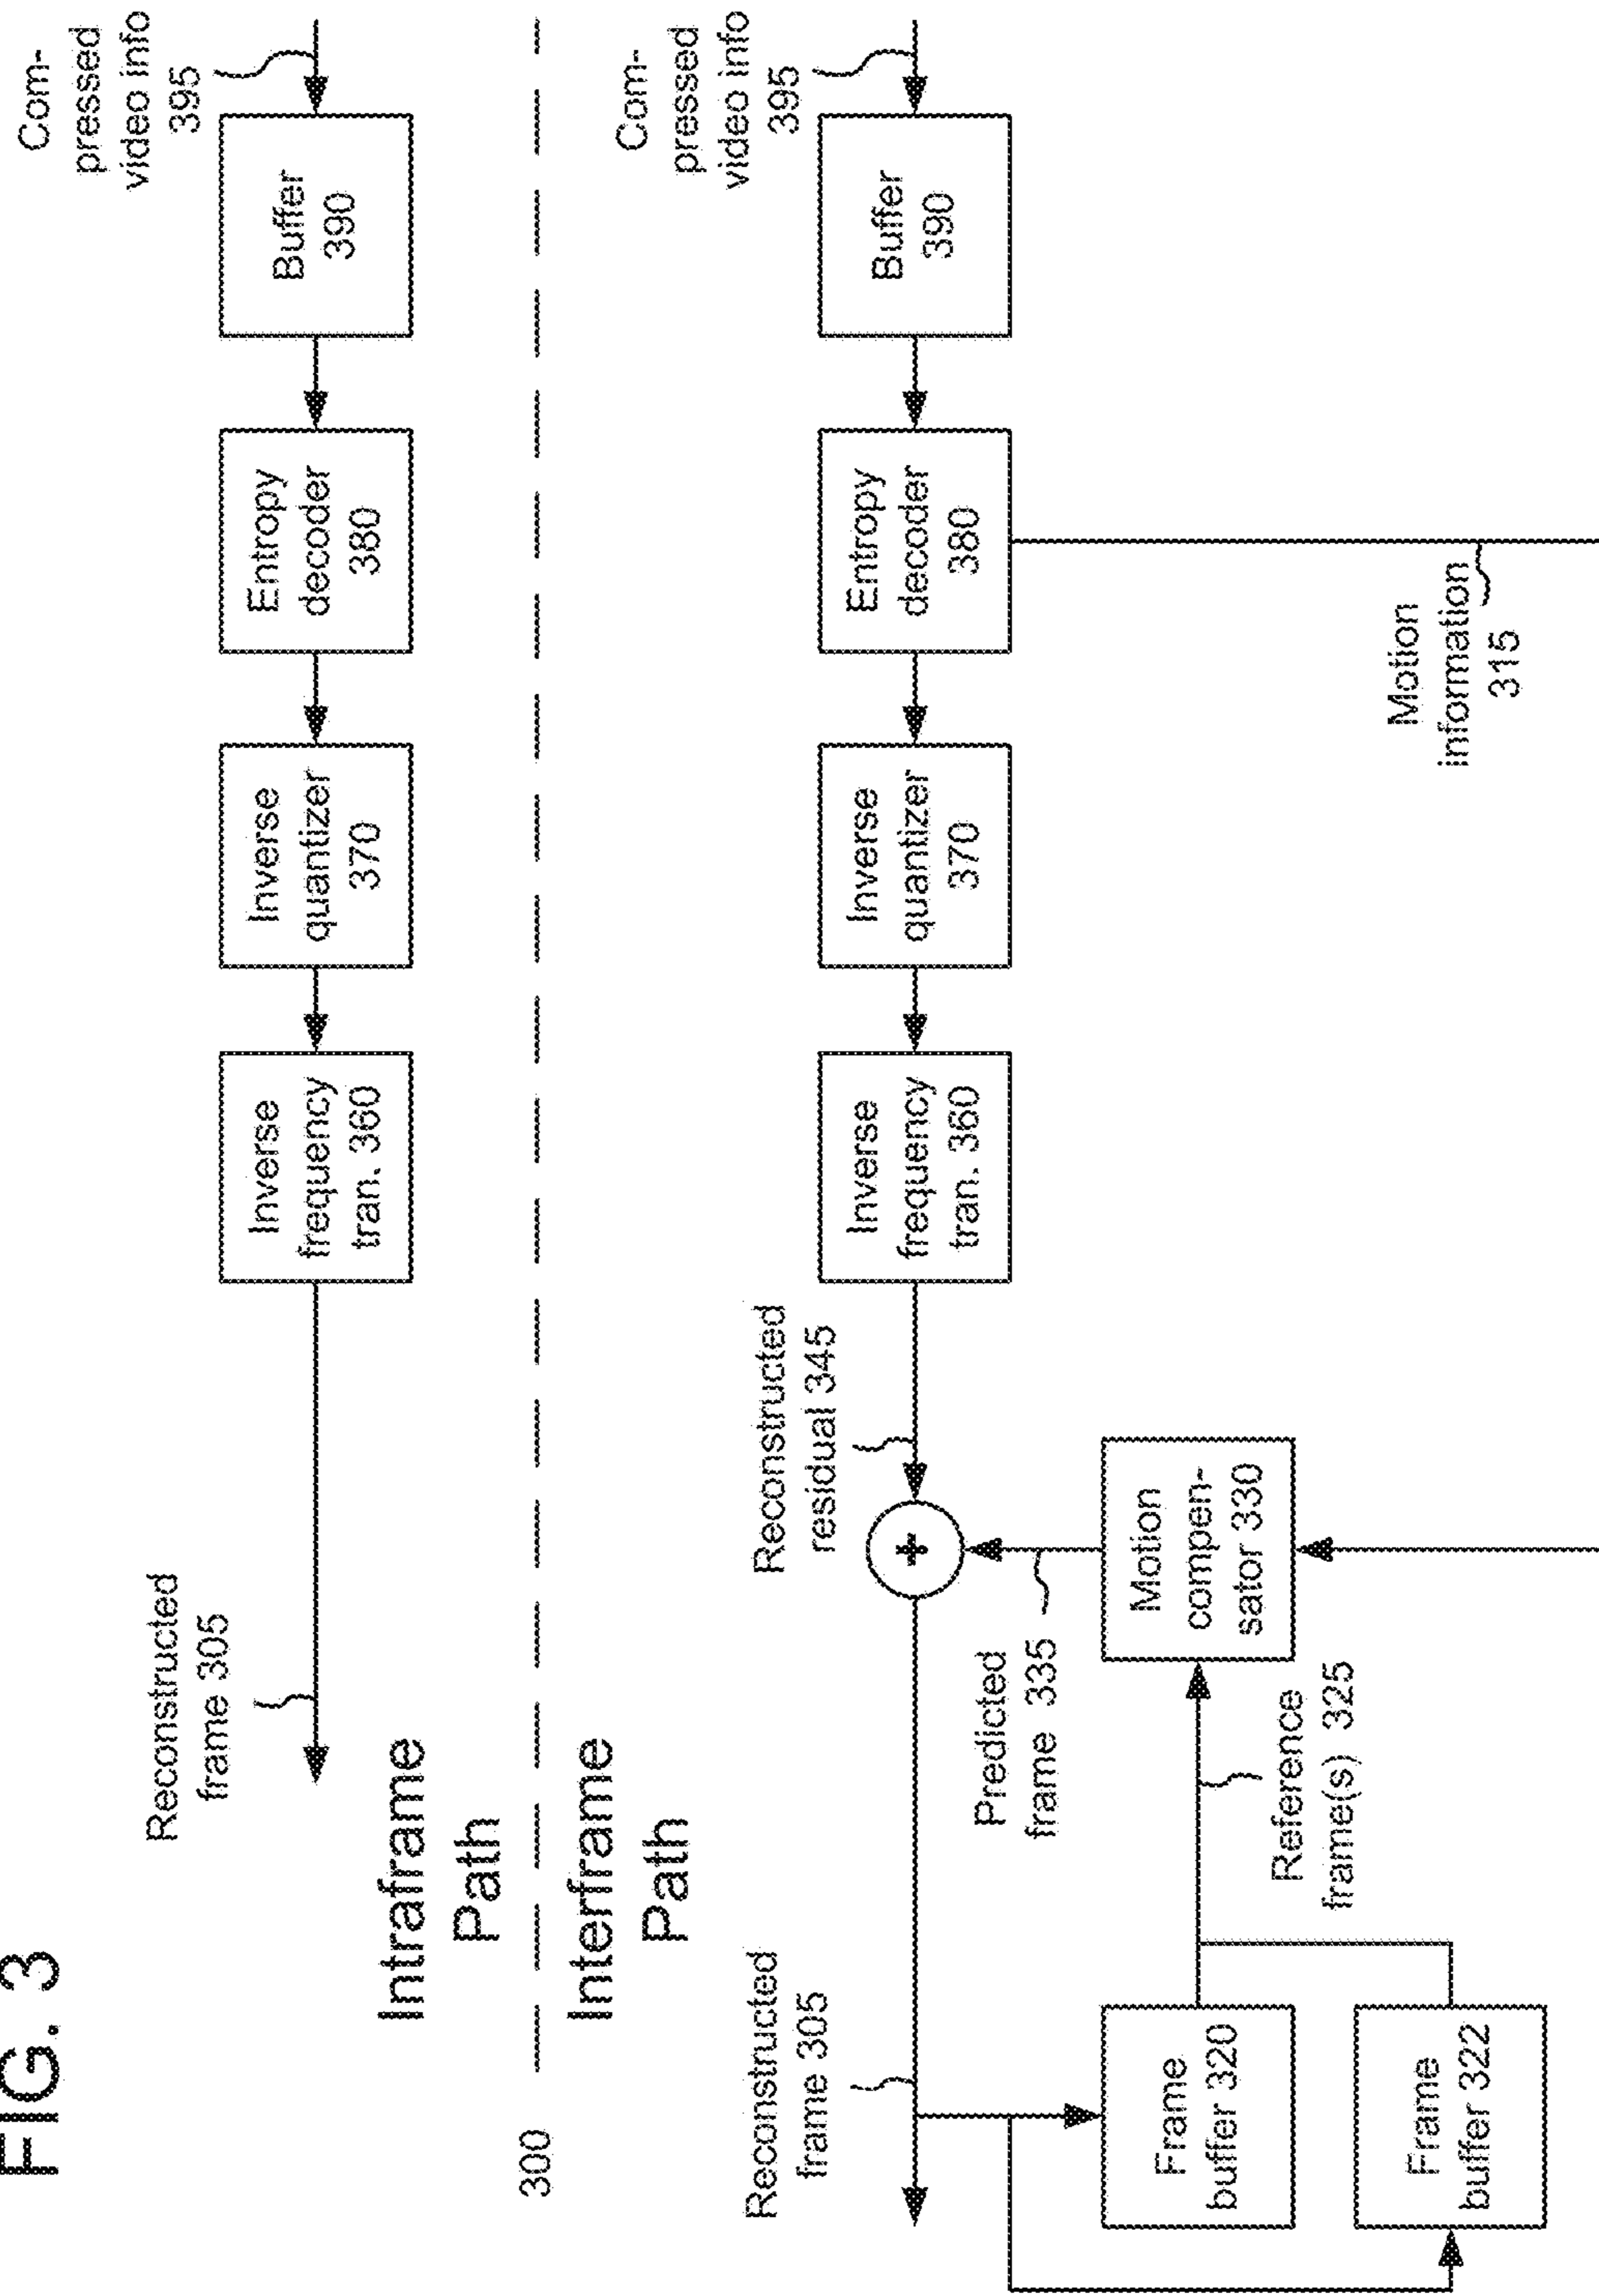 FIG. 3
Reconstructed
frame 305
Inverse
frequency
tran. 360
Inverse
quantizer
370
Entropy
decoder
380
Buffer
390
Com-
pressed
video info
395
Intraframe
Path
300
Interframe
Path
Reconstructed
frame 305
Reconstructed
residual 345
+
Inverse
frequency
tran. 360
Inverse
quantizer
370
Entropy
decoder
380
Buffer
390
Com-
pressed
video info
395
Predicted
frame 335
Frame
buffer 320
Motion
compen-
sator 330
Reference
frame(s) 325
Frame
buffer 322
Motion
information
315